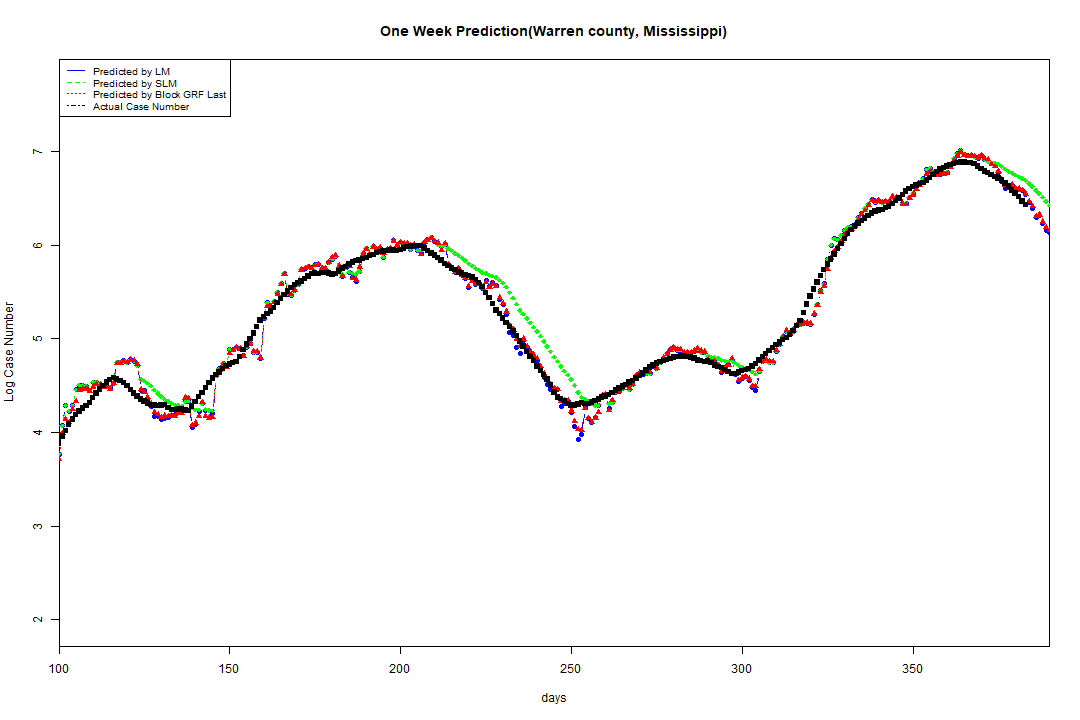 One Week Prediction(Warren county, Mississippi)
Predicted by LM
Predicted by SLM
Predicted by Block GRF Last
Actual Case Number
7
6
5
4
3
2
Log Case Number
100 150 200 250 300 350
days